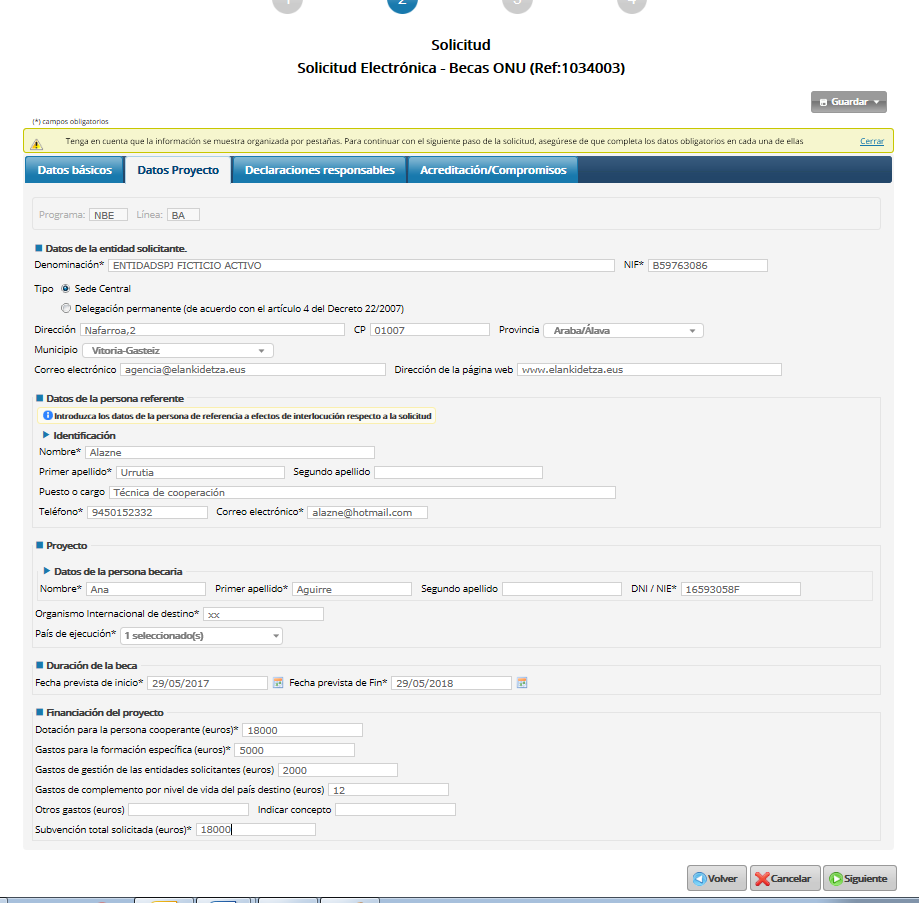 1 2 3 4
Solicitud
Solicitud Electrónica - Becas ONU (Ref:1034003)
Guardar
(*) campos obligatorios
Tenga en cuenta que la información se muestra organizada por pestañas. Para continuar con el siguiente paso de la solicitud, asegúrese de que completa los datos obligatorios en cada una de ellas Cerrar
Datos básicos Datos Proyecto Declaraciones responsables Acreditación/Compromisos
Programa: NBE Línea: BA
Datos de la entidad solicitante.
Denominación* ENTIDADSPJ FICTICIO ACTIVO NIF* B59763086
Tipo Sede Central
Delegación permanente (de acuerdo con el artículo 4 del Decreto 22/2007)
Dirección Nafarroa,2 CP 01007 Provincia Araba/Álava
Municipio Vitoria-Gasteiz
Correo electrónico agencia@elankidetza.eus Dirección de la página web www.elankidetza.eus
Datos de la persona referente
Introduzca los datos de la persona de referencia a efectos de interlocución respecto a la solicitud
Identificación
Nombre* Alazne
Primer apellido* Urrutia Segundo apellido
Puesto o cargo Técnica de cooperación
Teléfono* 9450152332 Correo electrónico* alazne@hotmail.com
Proyecto
Datos de la persona becaria
Nombre* Ana Primer apellido* Aguirre Segundo apellido DNI / NIE* 16593058F
Organismo Internacional de destino* xx
País de ejecución* 1 seleccionado(s)
Duración de la beca
Fecha prevista de inicio* 29/05/2017 Fecha prevista de Fin* 29/05/2018
Financiación del proyecto
Dotación para la persona cooperante (euros)* 18000
Gastos para la formación específica (euros)* 5000
Gastos de gestión de las entidades solicitantes (euros) 2000
Gastos de complemento por nivel de vida del país destino (euros) 12
Otros gastos (euros) Indicar concepto
Subvención total solicitada (euros)* 18000
Volver Cancelar Siguiente